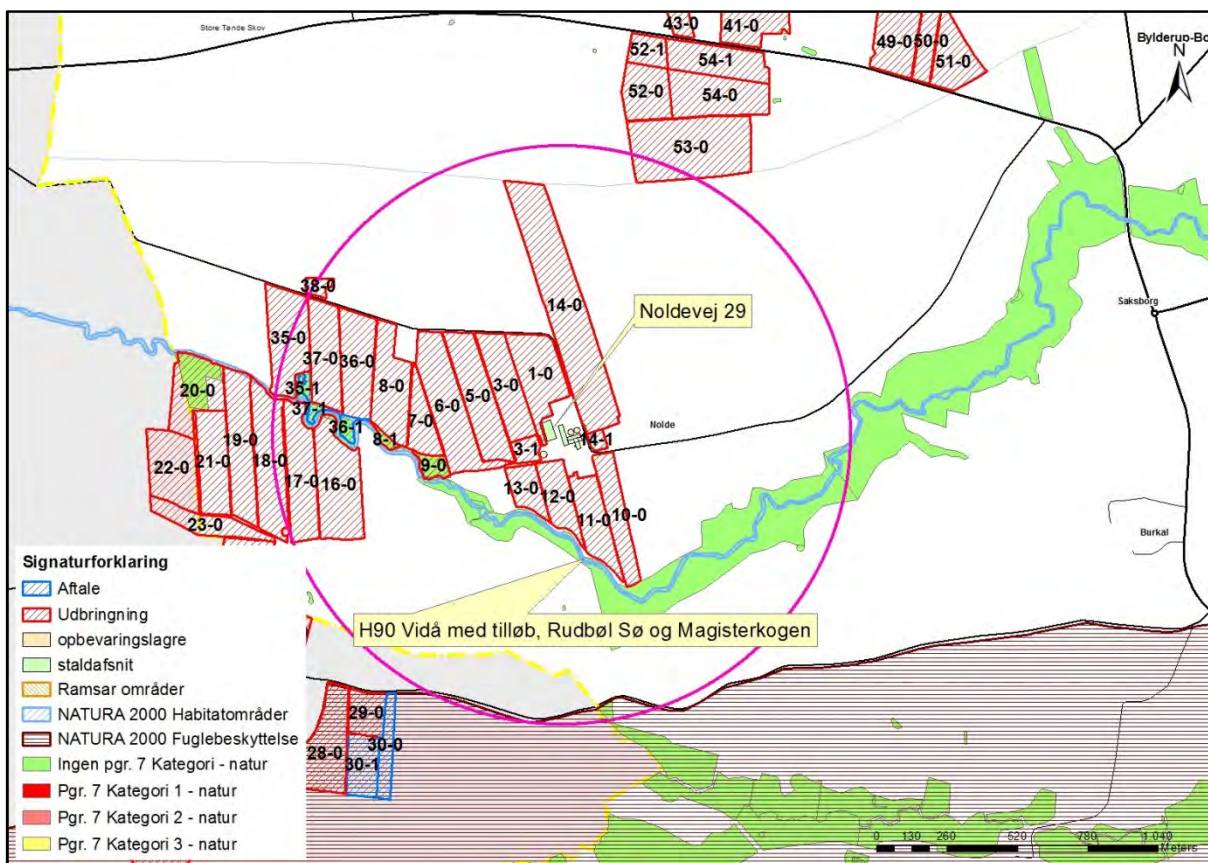 Store Tønde Skov
43-0
41-0
49-0
50-0
51-0
Bylderup-Bo
N
52-1
54-1
52-0
54-0
53-0
38-0
14-0
Noldevej 29
Saksborg
35-0
37-0
36-0
8-0
1-0
3-0
5-0
6-0
7-0
20-0
35-1
37-1
36-1
8-1
Nolde
14-1
3-1
9-0
19-0
18-0
21-0
22-0
17-0
16-0
13-0
12-0
11-0
10-0
23-0
Burkal
H90 Vidå med tilløb, Rudbøl Sø og Magisterkogen
Signaturforklaring
Aftale
Udbringning
opbevaringslagre
staldafsnit
Ramsar områder
NATURA 2000 Habitatområder
NATURA 2000 Fuglebeskyttelse
Ingen pgr. 7 Kategori - natur
Pgr. 7 Kategori 1 - natur
Pgr. 7 Kategori 2 - natur
Pgr. 7 Kategori 3 - natur
29-0
28-0
30-0
30-1
0 130 260 520 780 1.040
Meters